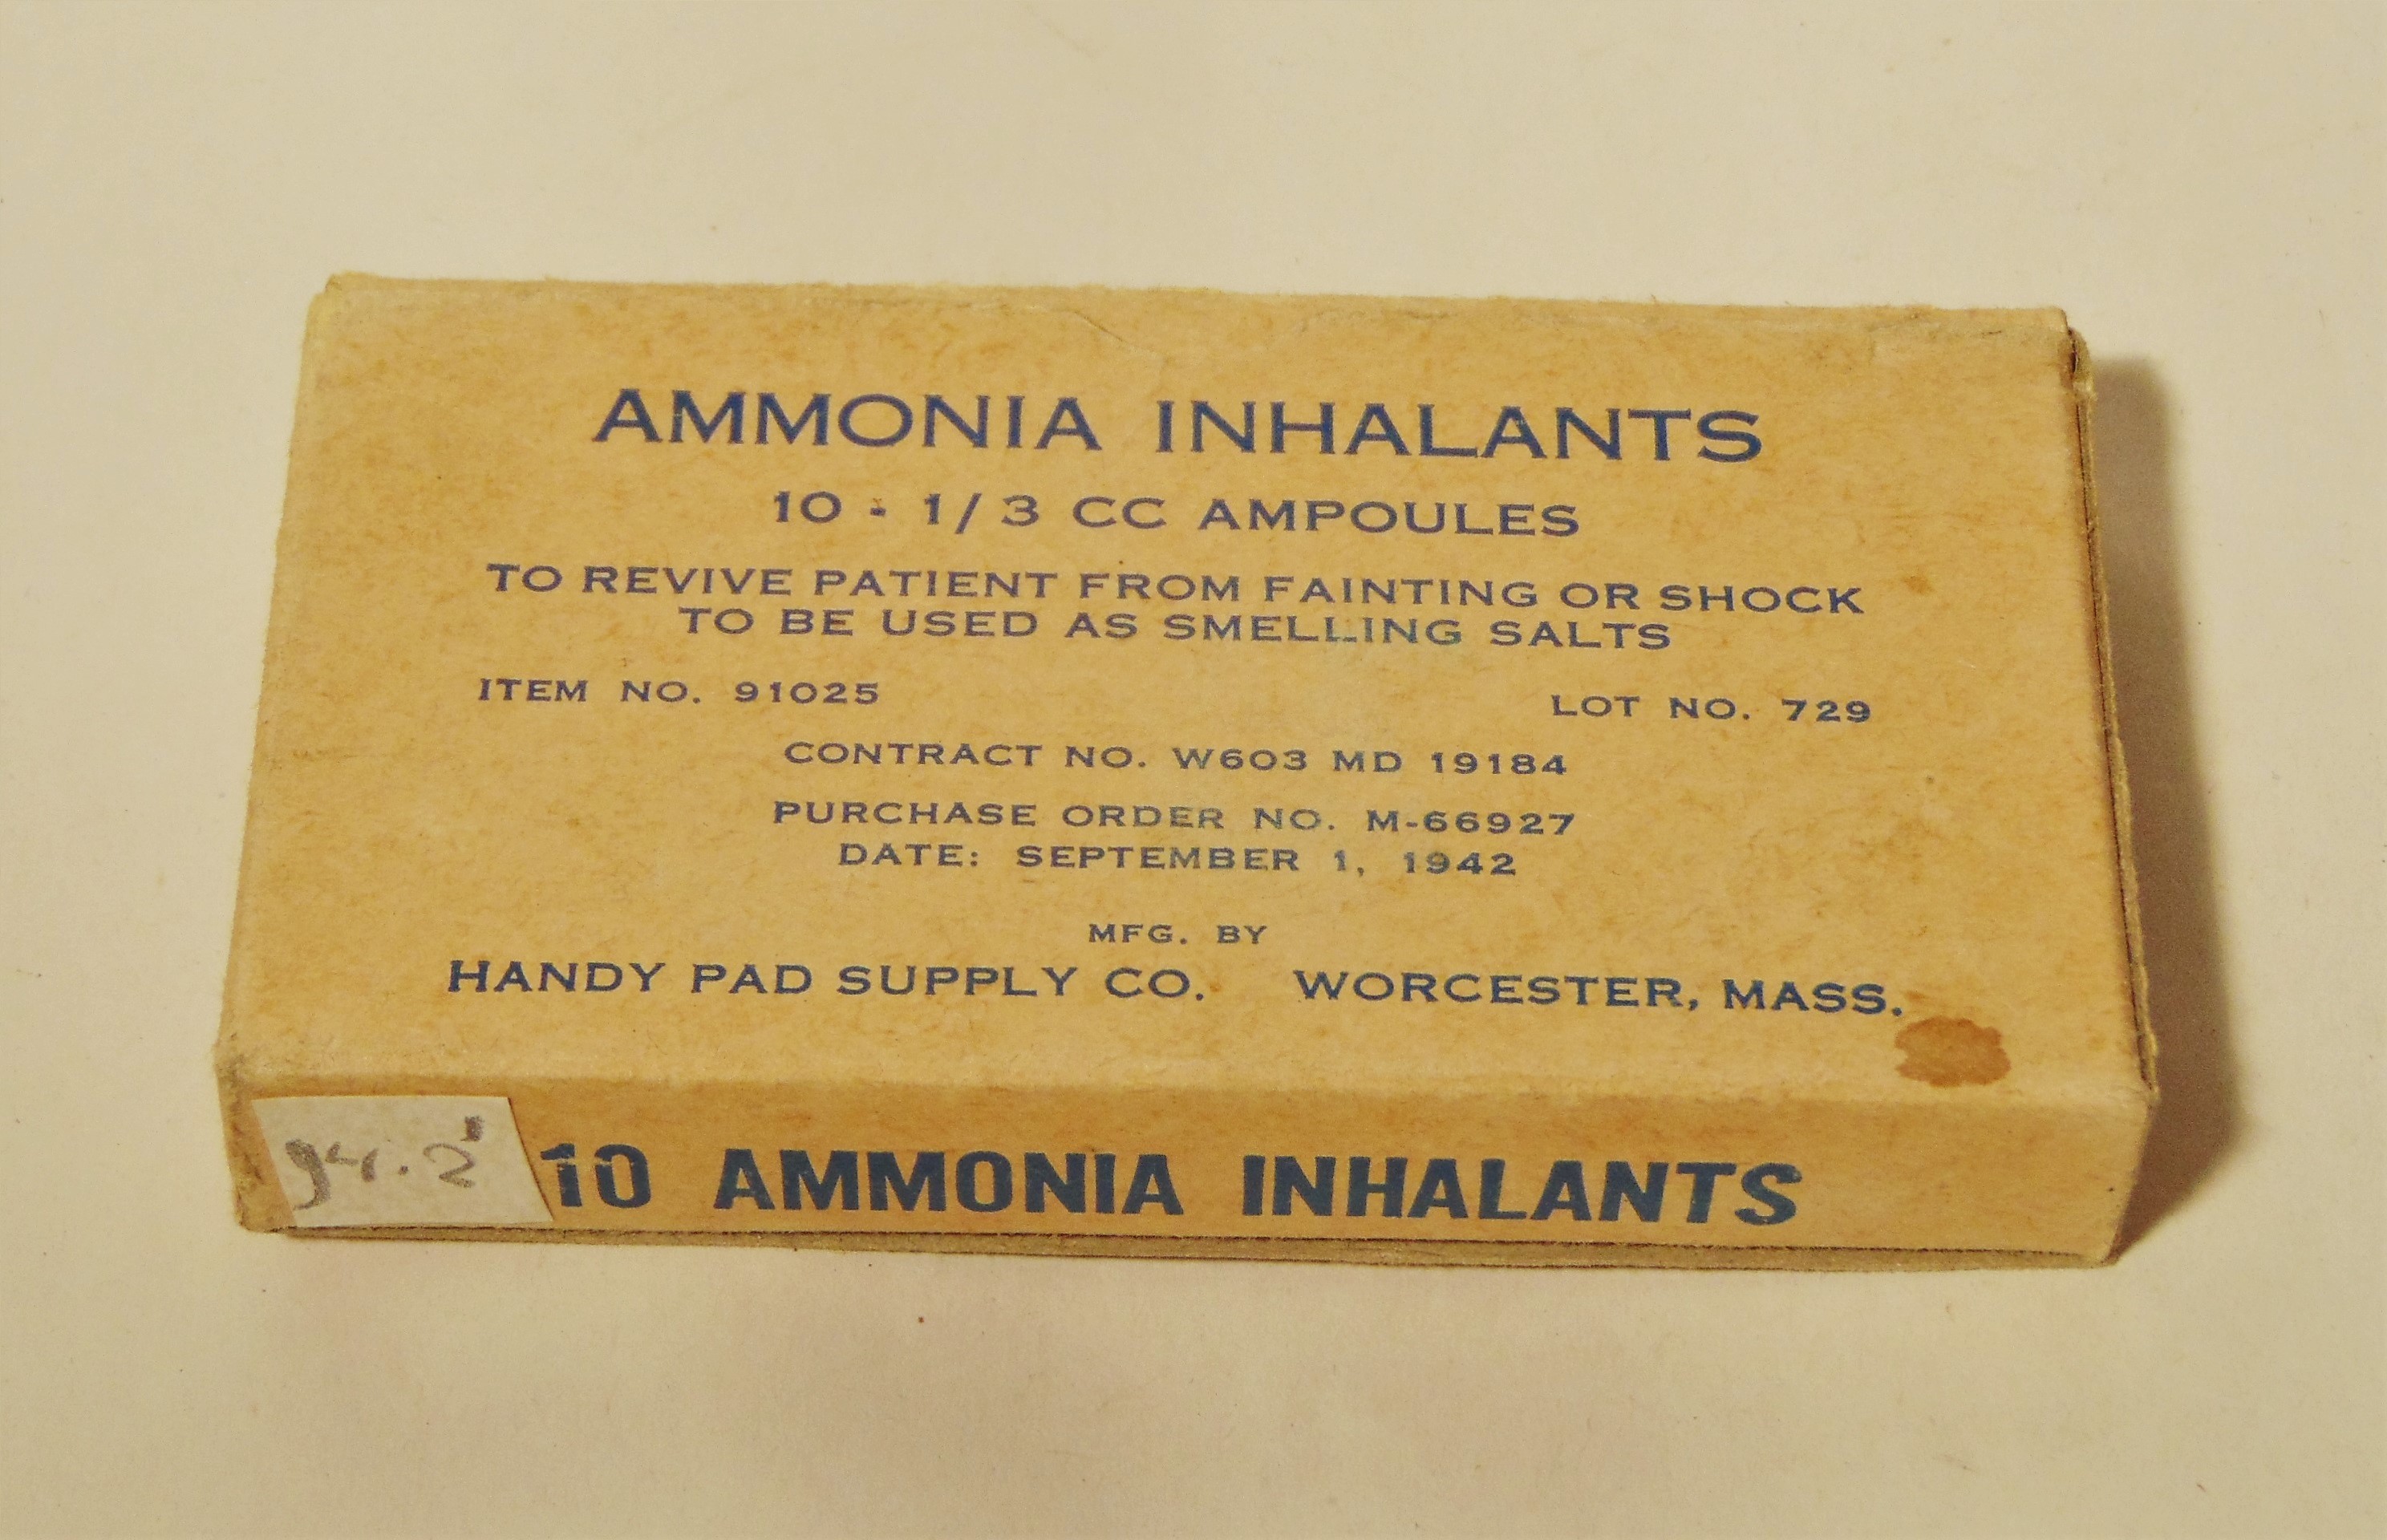 AMMONIA INHALANTS
10 - 1/3 CC AMPOULES
TO REVIVE PATIENT FROM FAINTING OR SHOCK
TO BE USED AS SMELLING SALTS
ITEM NO. 91025 LOT NO. 729
CONTRACT NO. W603 MD 19184
PURCHASE ORDER NO. M-66927
DATE: SEPTEMBER 1, 1942
MFG. BY
HANDY PAD SUPPLY CO. WORCESTER, MASS.
10 AMMONIA INHALANTS